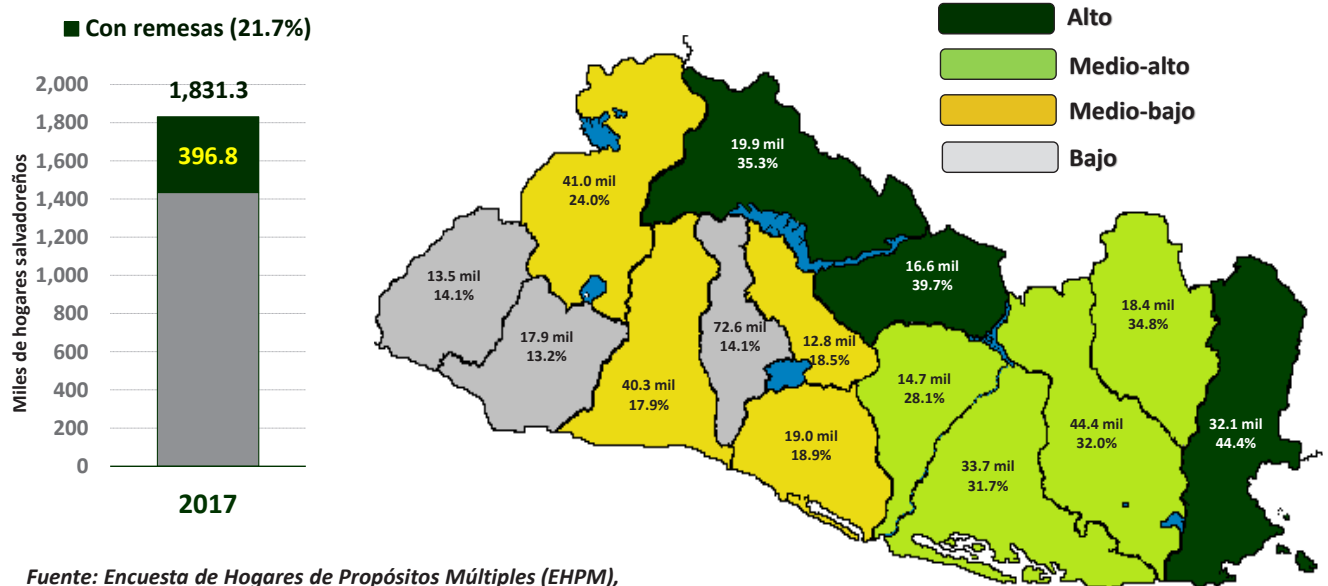 Con remesas (21.7%)
Miles de hogares salvadoreños
2,000
1,800
1,600
1,400
1,200
1,000
800
600
400
200
0
1,831.3
396.8
2017
Alto
Medio-alto
Medio-bajo
Bajo
19.9 mil
35.3%
41.0 mil
24.0%
16.6 mil
39.7%
13.5 mil
14.1%
18.4 mil
34.8%
17.9 mil
13.2%
72.6 mil
14.1%
12.8 mil
18.5%
40.3 mil
17.9%
14.7 mil
28.1%
19.0 mil
18.9%
44.4 mil
32.0%
32.1 mil
44.4%
33.7 mil
31.7%
Fuente: Encuesta de Hogares de Propósitos Múltiples (EHPM),